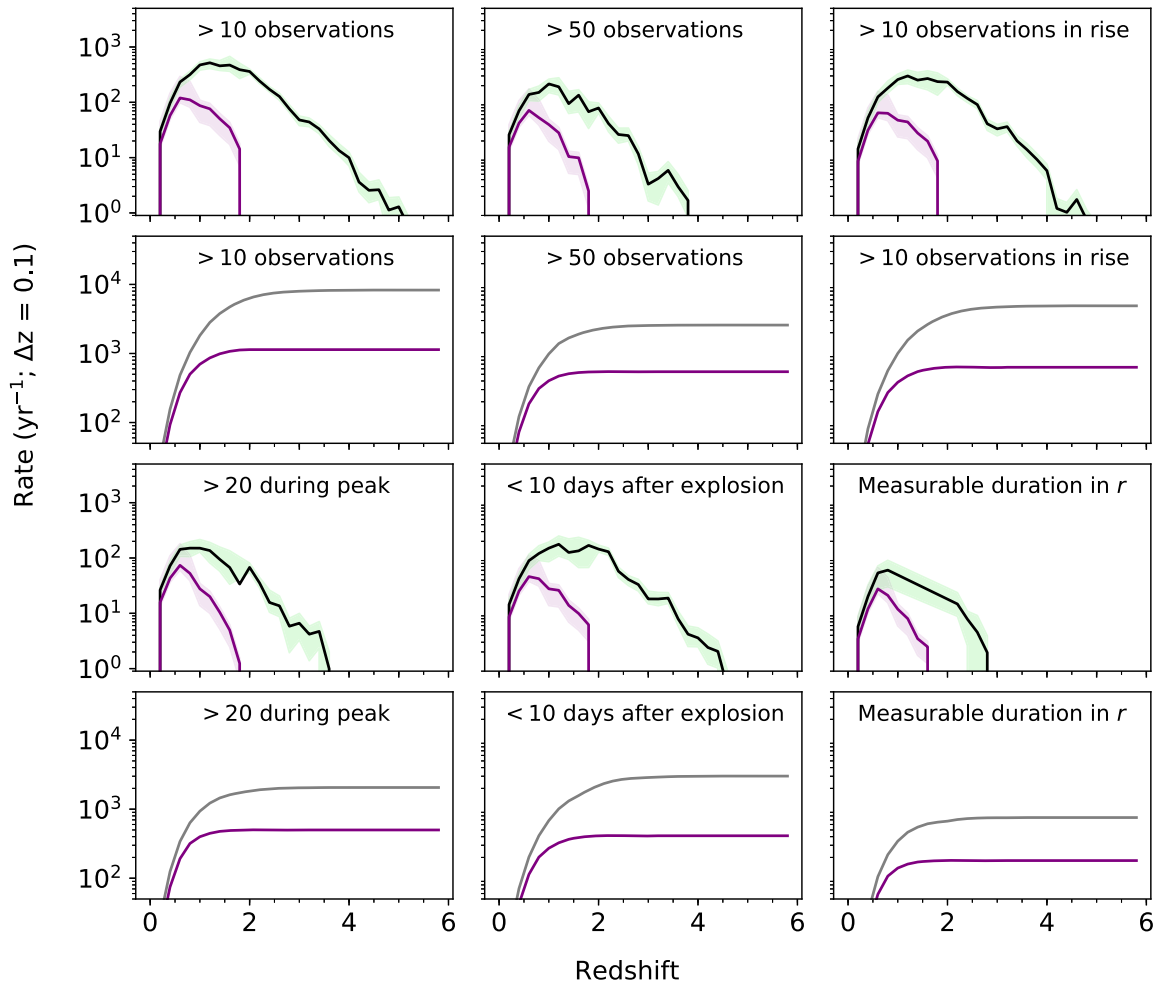 > 10 observations
> 50 observations
> 10 observations in rise
10³
10²
10¹
10⁰
> 10 observations
> 50 observations
> 10 observations in rise
10⁴
10³
10²
Rate (yr⁻¹; Δz = 0.1)
> 20 during peak
< 10 days after explosion
Measurable duration in r
10³
10²
10¹
10⁰
> 20 during peak
< 10 days after explosion
Measurable duration in r
10⁴
10³
10²
0 2 4 6
0 2 4 6
0 2 4 6
Redshift